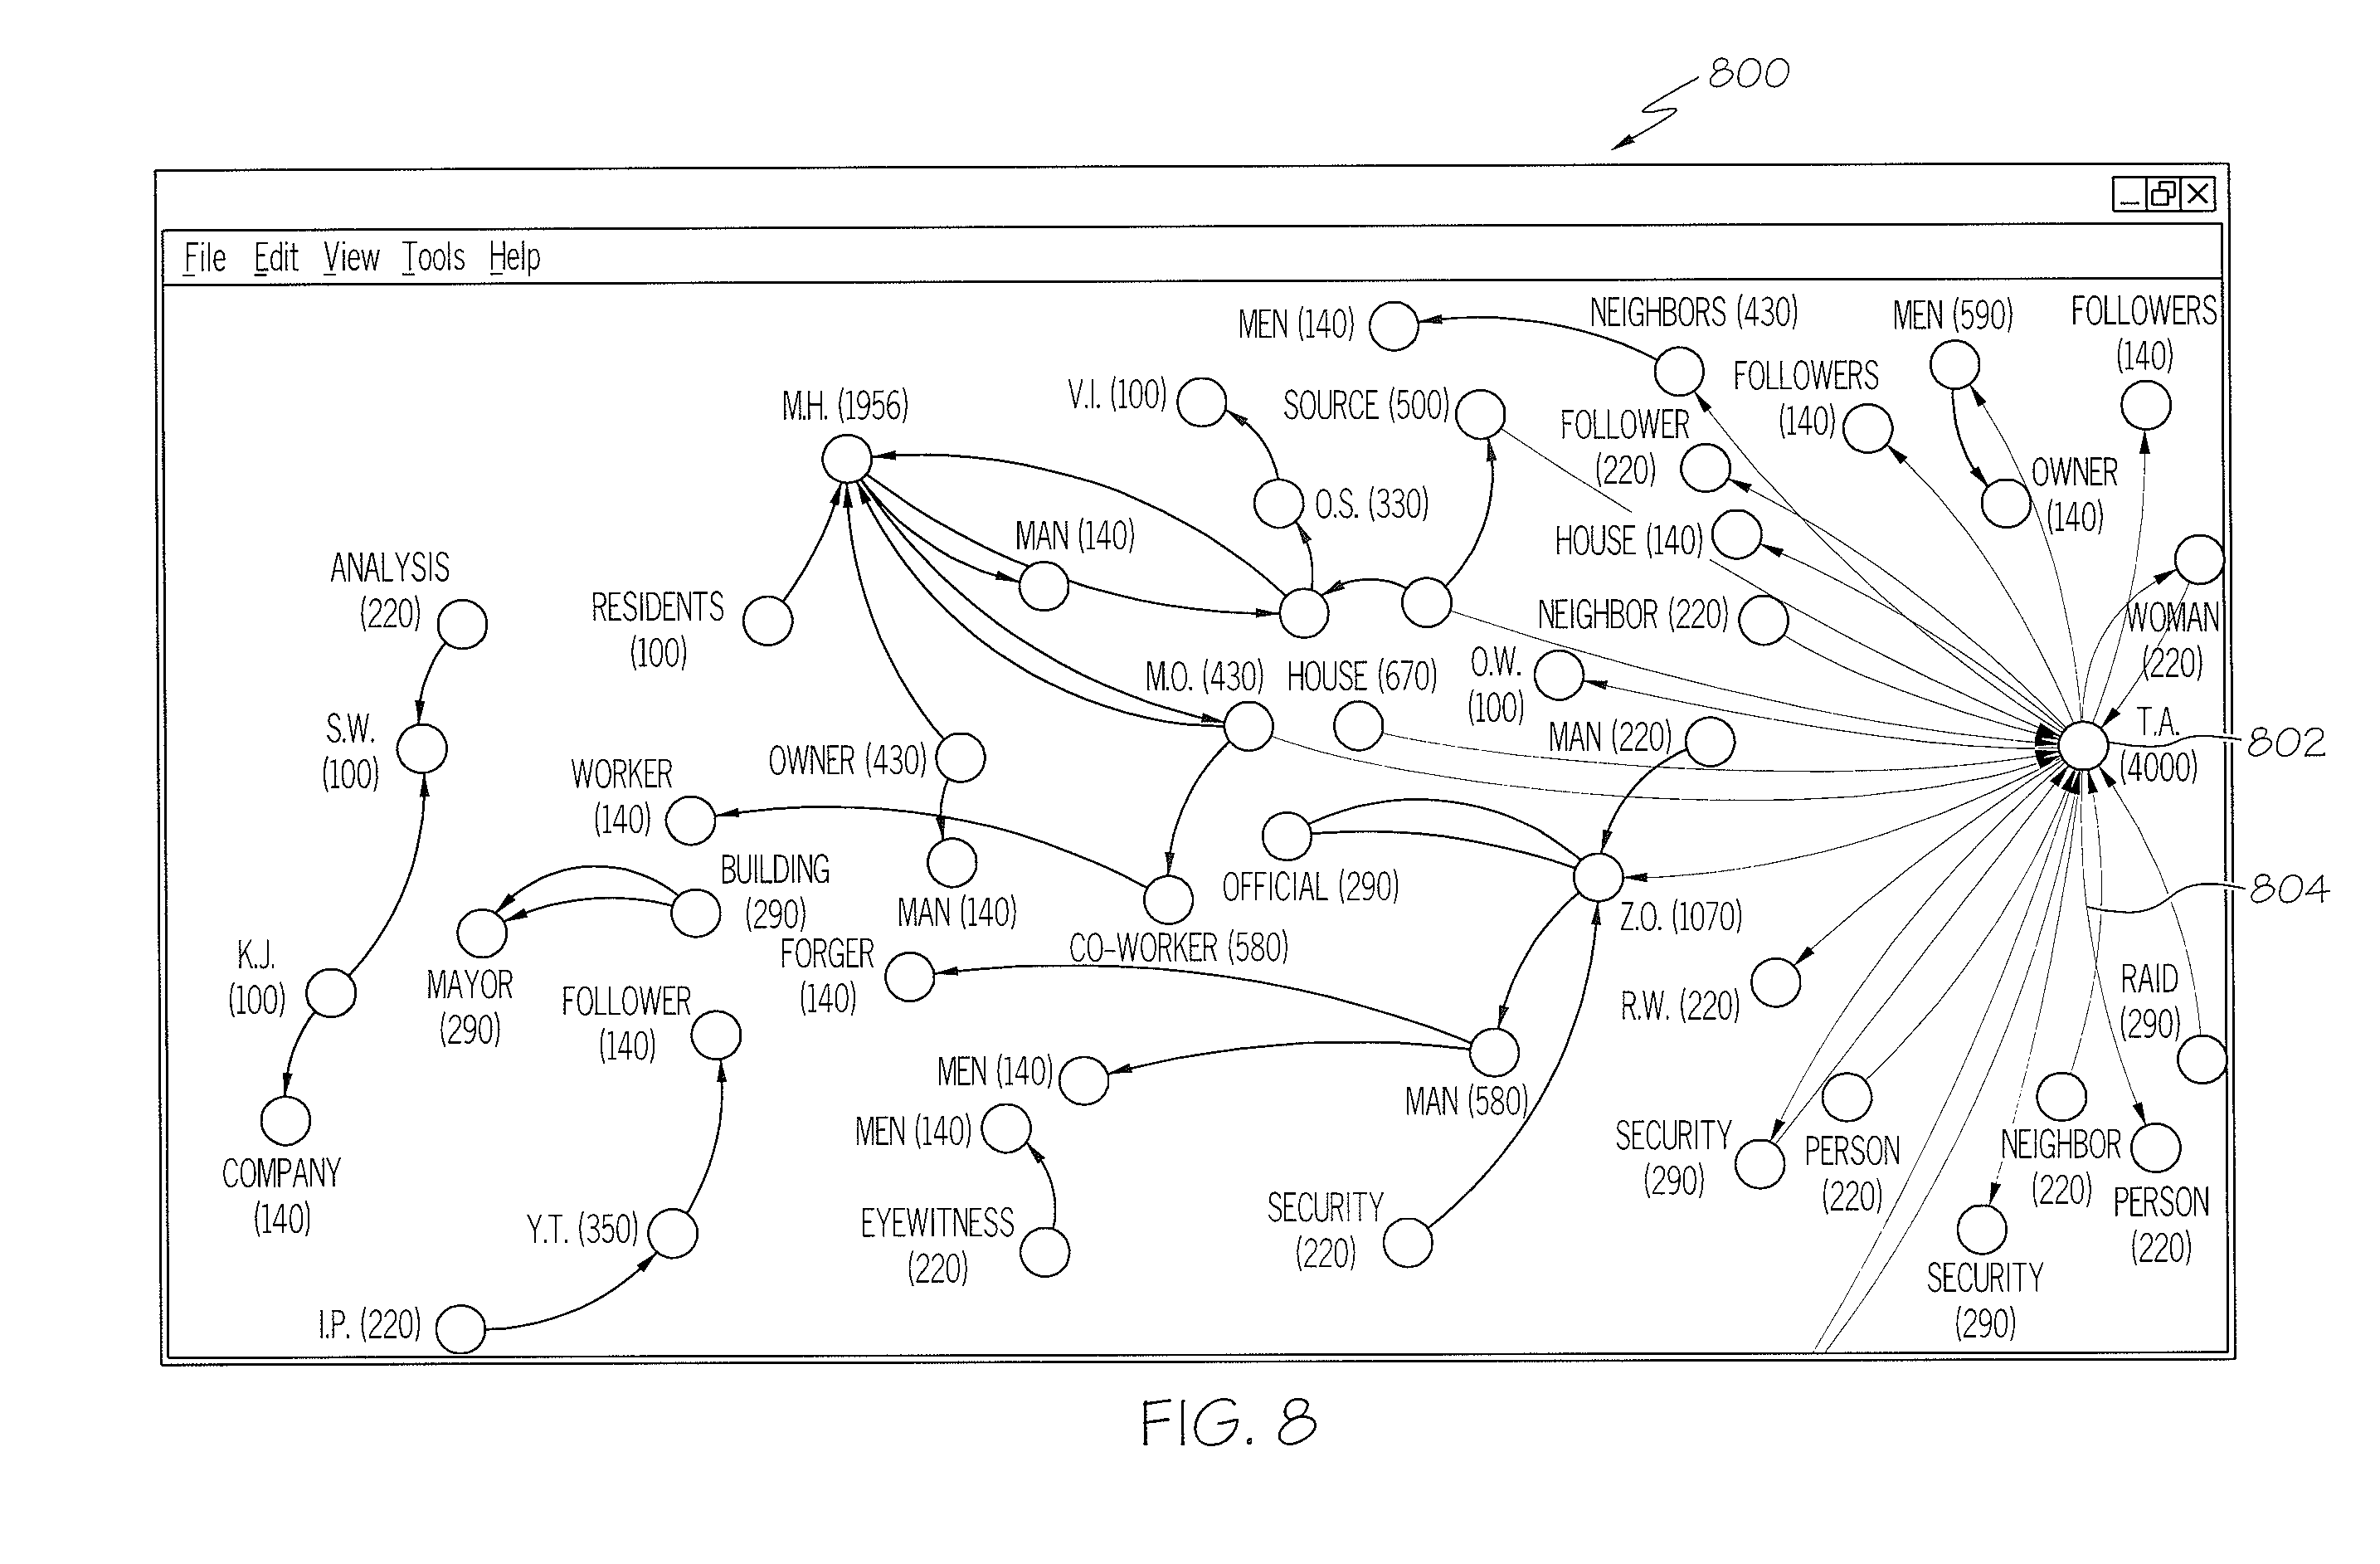 800
File Edit View Tools Help
MEN (140)
NEIGHBORS (430)
MEN (590)
FOLLOWERS
(140)
M.H. (1956)
V.I. (100)
SOURCE (500)
FOLLOWERS
(140)
FOLLOWER
(220)
OWNER
(140)
O.S. (330)
MAN (140)
HOUSE (140)
ANALYSIS
(220)
RESIDENTS
(100)
NEIGHBOR (220)
WOMAN
(220)
M.O. (430)
HOUSE (670)
O.W.
(100)
S.W.
(100)
MAN (220)
T.A.
(4000)
802
OWNER (430)
WORKER
(140)
BUILDING
(290)
MAN (140)
OFFICIAL (290)
804
Z.O. (1070)
K.J.
(100)
MAYOR
(290)
FORGER
(140)
CO-WORKER (580)
FOLLOWER
(140)
R.W. (220)
RAID
(290)
MEN (140)
MAN (580)
MEN (140)
SECURITY
(290)
PERSON
(220)
NEIGHBOR
(220)
PERSON
(220)
COMPANY
(140)
Y.T. (350)
EYEWITNESS
(220)
SECURITY
(220)
SECURITY
(290)
I.P. (220)
FIG. 8